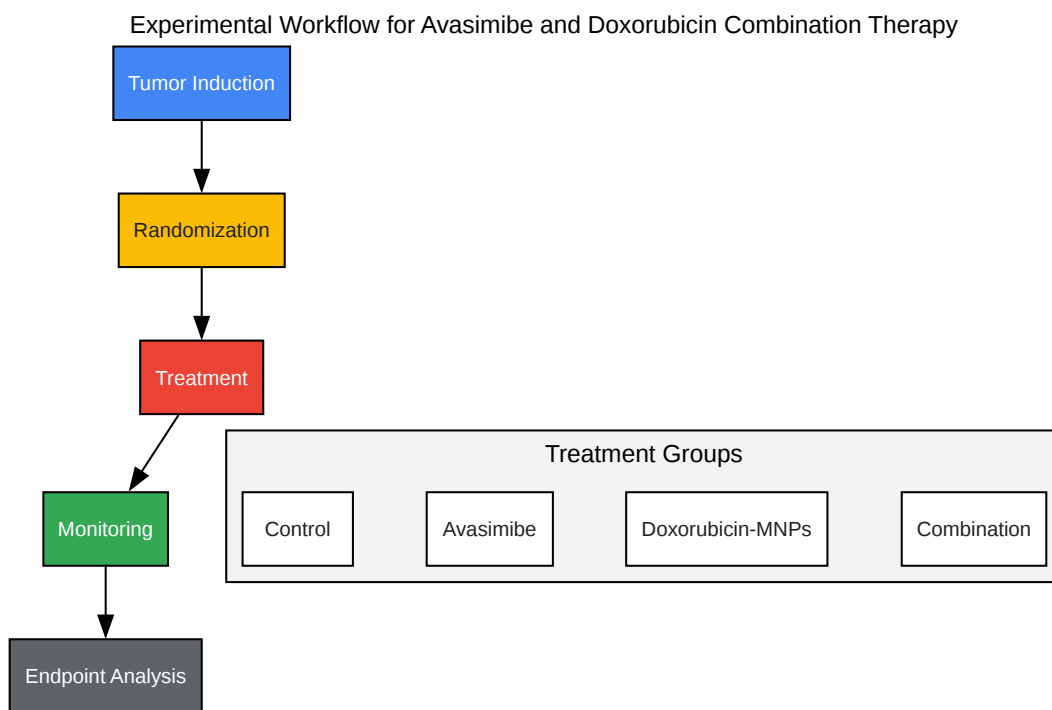 Experimental Workflow for Avasimibe and Doxorubicin Combination Therapy
Tumor Induction
Randomization
Treatment
Treatment Groups
Monitoring
Control
Avasimibe
Doxorubicin-MNPs
Combination
Endpoint Analysis